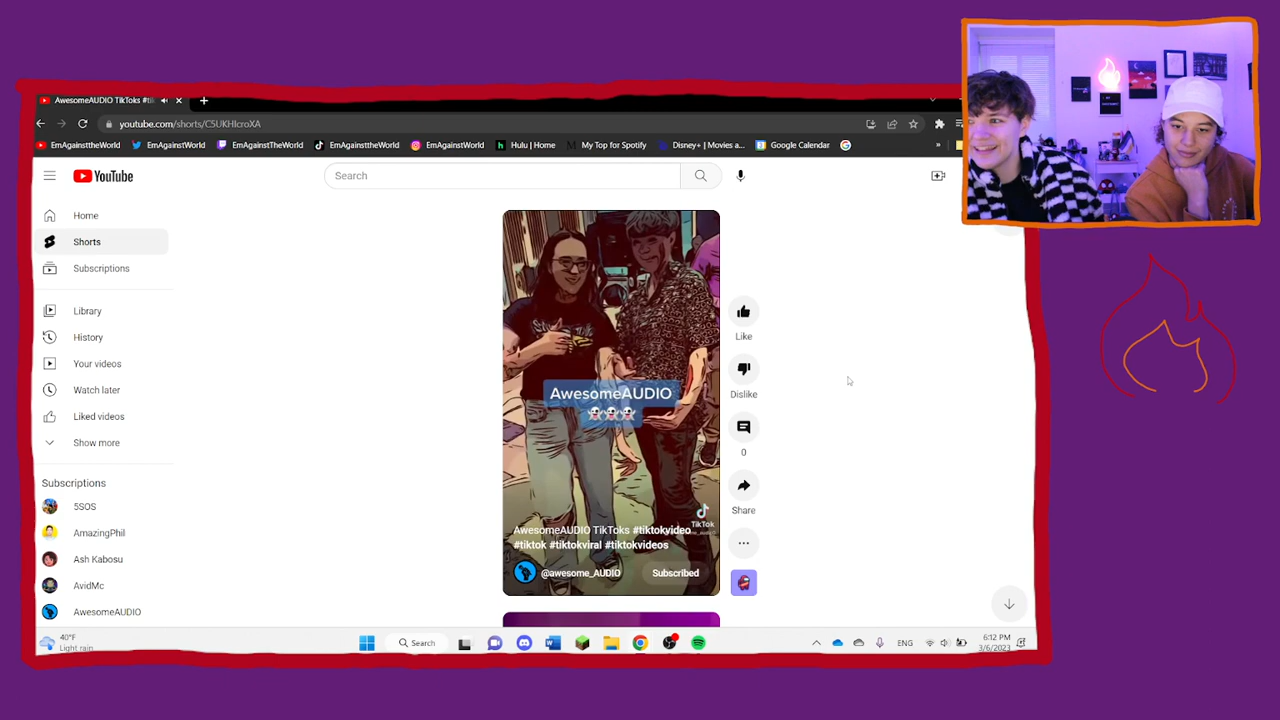 AwesomeAUDIO TikToks #ti
youtube.com/shorts/C5UKHIcroXA
EmAgainsttheWorld
EmAgainstWorld
EmAgainstTheWorld
EmAgainsttheWorld
EmAgainstWorld
Hulu | Home
My Top for Spotify
Disney+ | Movies a...
Google Calendar
YouTube
Search
Home
Shorts
Subscriptions
Library
History
Your videos
Watch later
Liked videos
Show more
Subscriptions
5SOS
AmazingPhil
Ash Kabosu
AvidMc
AwesomeAUDIO
AwesomeAUDIO
👻👻👻
TikTok
AwesomeAUDIO TikToks #tiktokvideo
#tiktok #tiktokviral #tiktokvideos
@awesome_AUDIO
Subscribed
Like
Dislike
0
Share
40°F
Light rain
Search
ENG
6:12 PM
3/6/2023